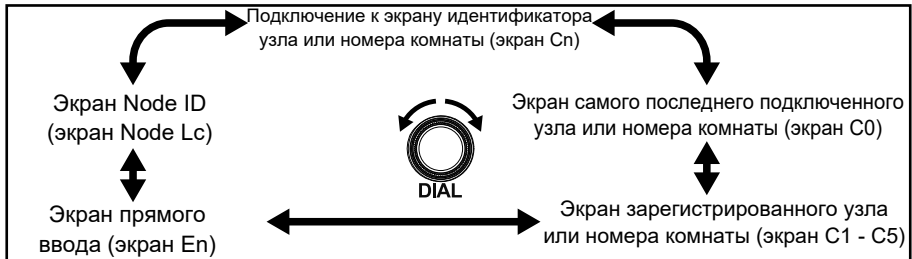 Подключение к экрану идентификатора
узла или номера комнаты (экран Cn)
Экран Node ID
(экран Node Lc)
Экран самого последнего подключенного
узла или номера комнаты (экран C0)
DIAL
Экран прямого
ввода (экран En)
Экран зарегистрированного узла
или номера комнаты (экран C1 - C5)